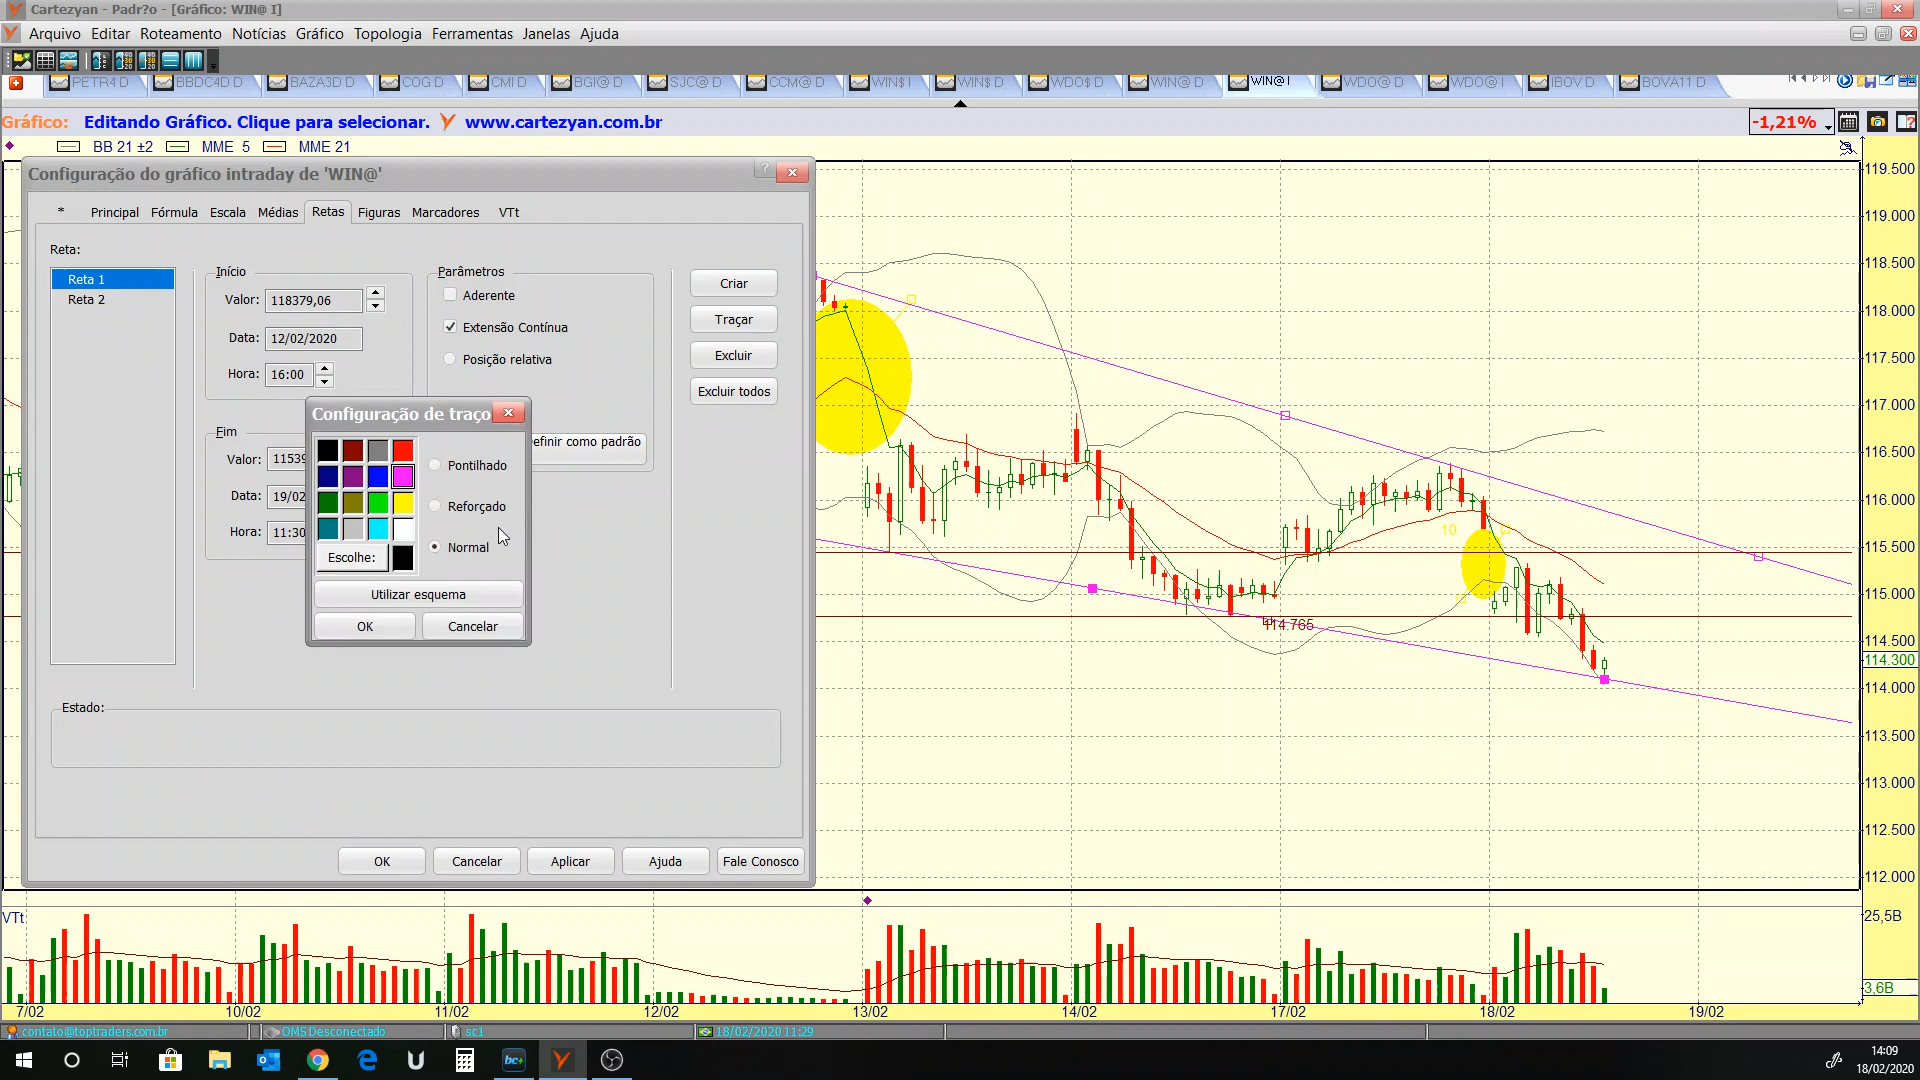 Cartezyan - Padr?o - [Gráfico: WIN@ I]
Arquivo Editar Roteamento Notícias Gráfico Topologia Ferramentas Janelas Ajuda
PETR4 D BBDC4D D BAZA3D D COG D CMI D BGI@ D SJC@ D CCM@ D WIN$ I WIN$ D WDO$ D WIN@ D WIN@ I WDO@ D WDO@ I IBOV D BOVA11 D
Gráfico: Editando Gráfico. Clique para selecionar. www.cartezyan.com.br
-1,21%
BB 21 ±2 MME 5 MME 21
Configuração do gráfico intraday de 'WIN@'
* Principal Fórmula Escala Médias Retas Figuras Marcadores VTt
Reta:
Reta 1
Reta 2
Início
Valor: 118379,06
Data: 12/02/2020
Hora: 16:00
Parâmetros
Aderente
Extensão Contínua
Posição relativa
efinir como padrão
Criar
Traçar
Excluir
Excluir todos
Fim
Valor: 11539
Data: 19/02
Hora: 11:30
Configuração de traço
Pontilhado
Reforçado
Normal
Escolhe:
Utilizar esquema
OK Cancelar
Estado:
OK Cancelar Aplicar Ajuda Fale Conosco
10
114.765
119.500
119.000
118.500
118.000
117.500
117.000
116.500
116.000
115.500
115.000
114.500
114.300
114.000
113.500
113.000
112.500
112.000
VTt
25,5B
3,6B
7/02 10/02 11/02 12/02 13/02 14/02 17/02 18/02 19/02
contato@toptraders.com.br OMS Desconectado sc1 18/02/2020 11:29
bc+
14:09
18/02/2020